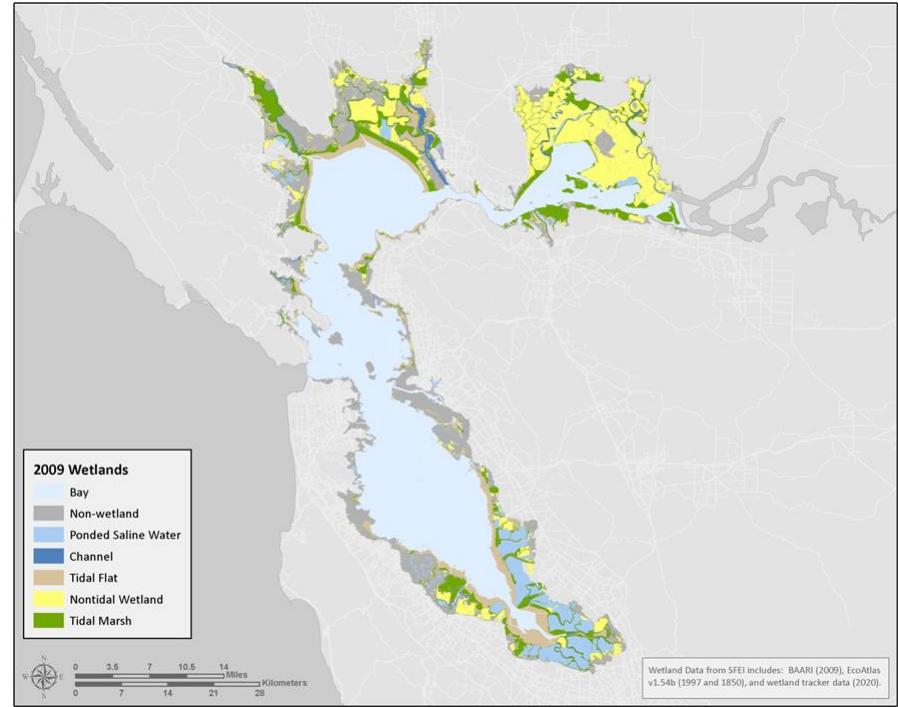 2009 Wetlands
Bay
Non-wetland
Ponded Saline Water
Channel
Tidal Flat
Nontidal Wetland
Tidal Marsh
N
W E
S
0 3.5 7 10.5 14
Miles
Kilometers
0 7 14 21 28
Wetland Data from SFEI includes: BAARI (2009), EcoAtlas
v1.54b (1997 and 1850), and wetland tracker data (2020).